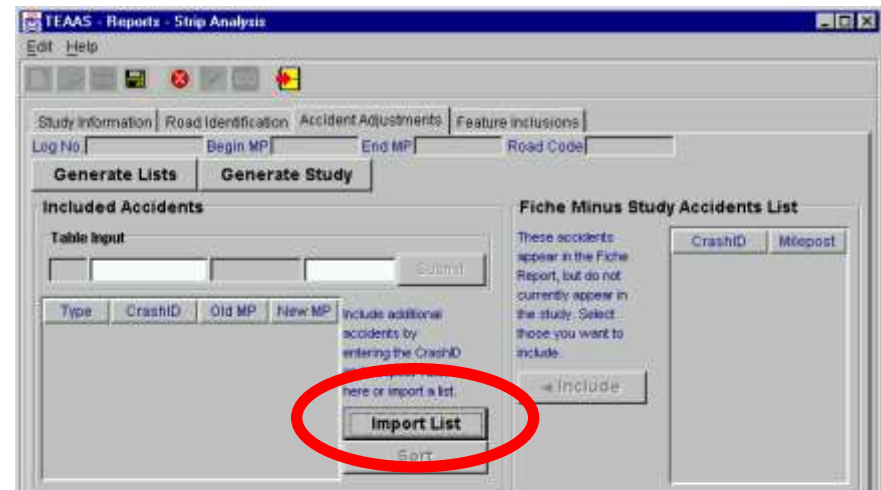 TEAAS - Reports - Strip Analysis
Edit Help
Study Information Road Identification Accident Adjustments Feature Inclusions
Log No. Begin MP End MP Road Code
Generate Lists Generate Study
Included Accidents
Table Input
Submit
Type CrashID Old MP New MP
Include additional
accidents by
entering the CrashID
here or import a list.
Import List
Sort
Fiche Minus Study Accidents List
These accidents
appear in the Fiche
Report, but do not
currently appear in
the study. Select
those you want to
include.
Include
CrashID Milepost